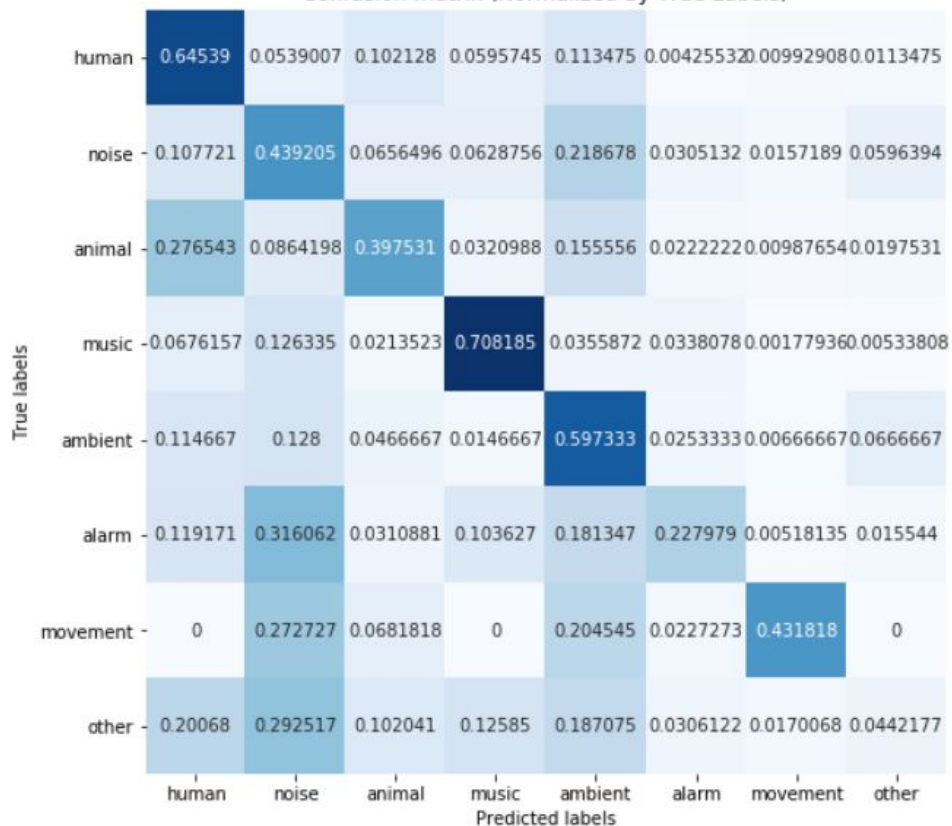 human 0.64539 0.0539007 0.102128 0.0595745 0.113475 0.00425532 0.00992908 0.0113475
noise 0.107721 0.439205 0.0656496 0.0628756 0.218678 0.0305132 0.0157189 0.0596394
animal 0.276543 0.0864198 0.397531 0.0320988 0.155556 0.0222222 0.00987654 0.0197531
music 0.0676157 0.126335 0.0213523 0.708185 0.0355872 0.0338078 0.00177936 0.00533808
ambient 0.114667 0.128 0.0466667 0.0146667 0.597333 0.0253333 0.00666667 0.0666667
alarm 0.119171 0.316062 0.0310881 0.103627 0.181347 0.227979 0.00518135 0.015544
movement 0 0.272727 0.0681818 0 0.204545 0.0227273 0.431818 0
other 0.20068 0.292517 0.102041 0.12585 0.187075 0.0306122 0.0170068 0.0442177
True labels
human noise animal music ambient alarm movement other
Predicted labels